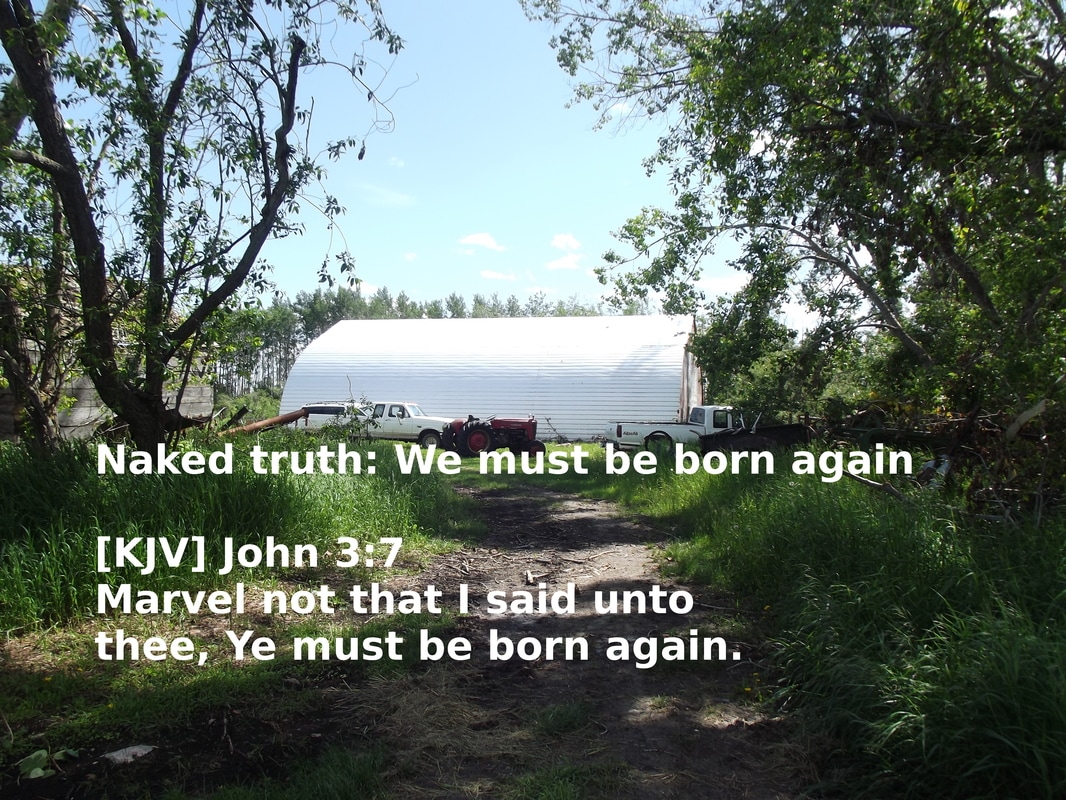 Naked truth: We must be born again
[KJV] John 3:7
Marvel not that I said unto
thee, Ye must be born again.